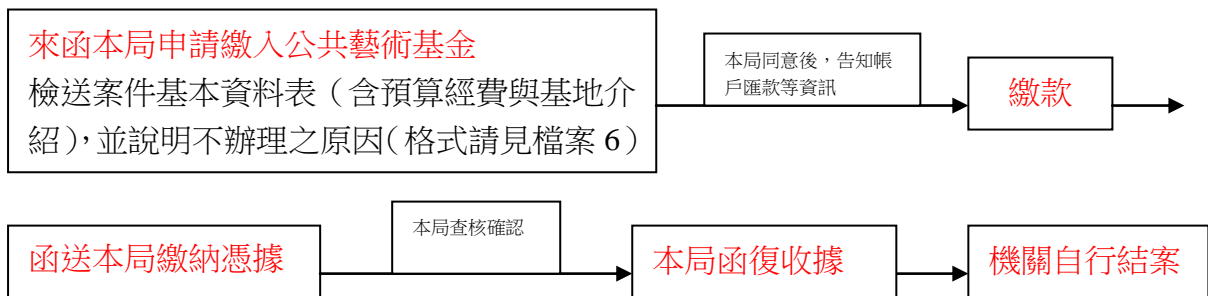 來函本局申請繳入公共藝術基金
檢送案件基本資料表（含預算經費與基地介
紹），並說明不辦理之原因（格式請見檔案 6）
本局同意後，告知帳
戶匯款等資訊
繳款
函送本局繳納憑據
本局查核確認
本局函復收據
機關自行結案